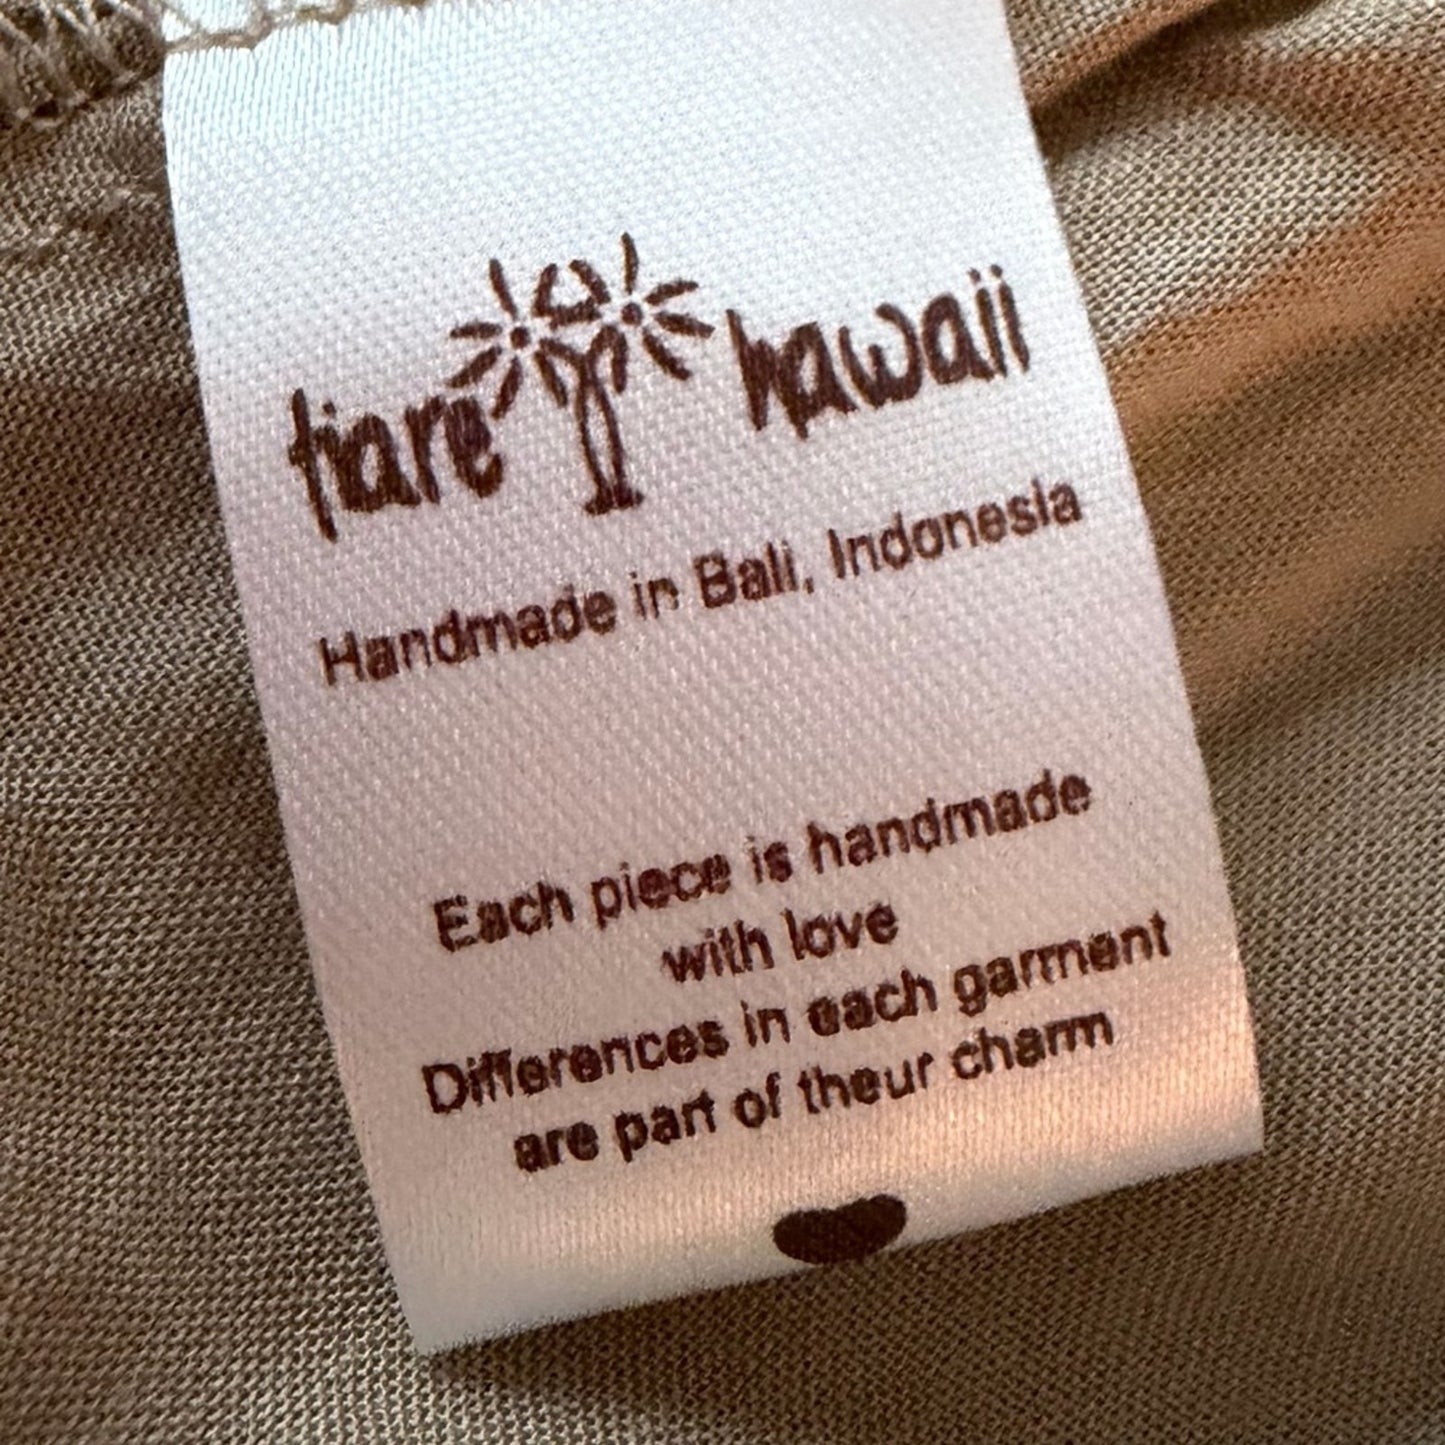 tiare hawaii
Handmade in Bali, Indonesia
Each piece is handmade
with love
Differences in each garment
are part of theur charm